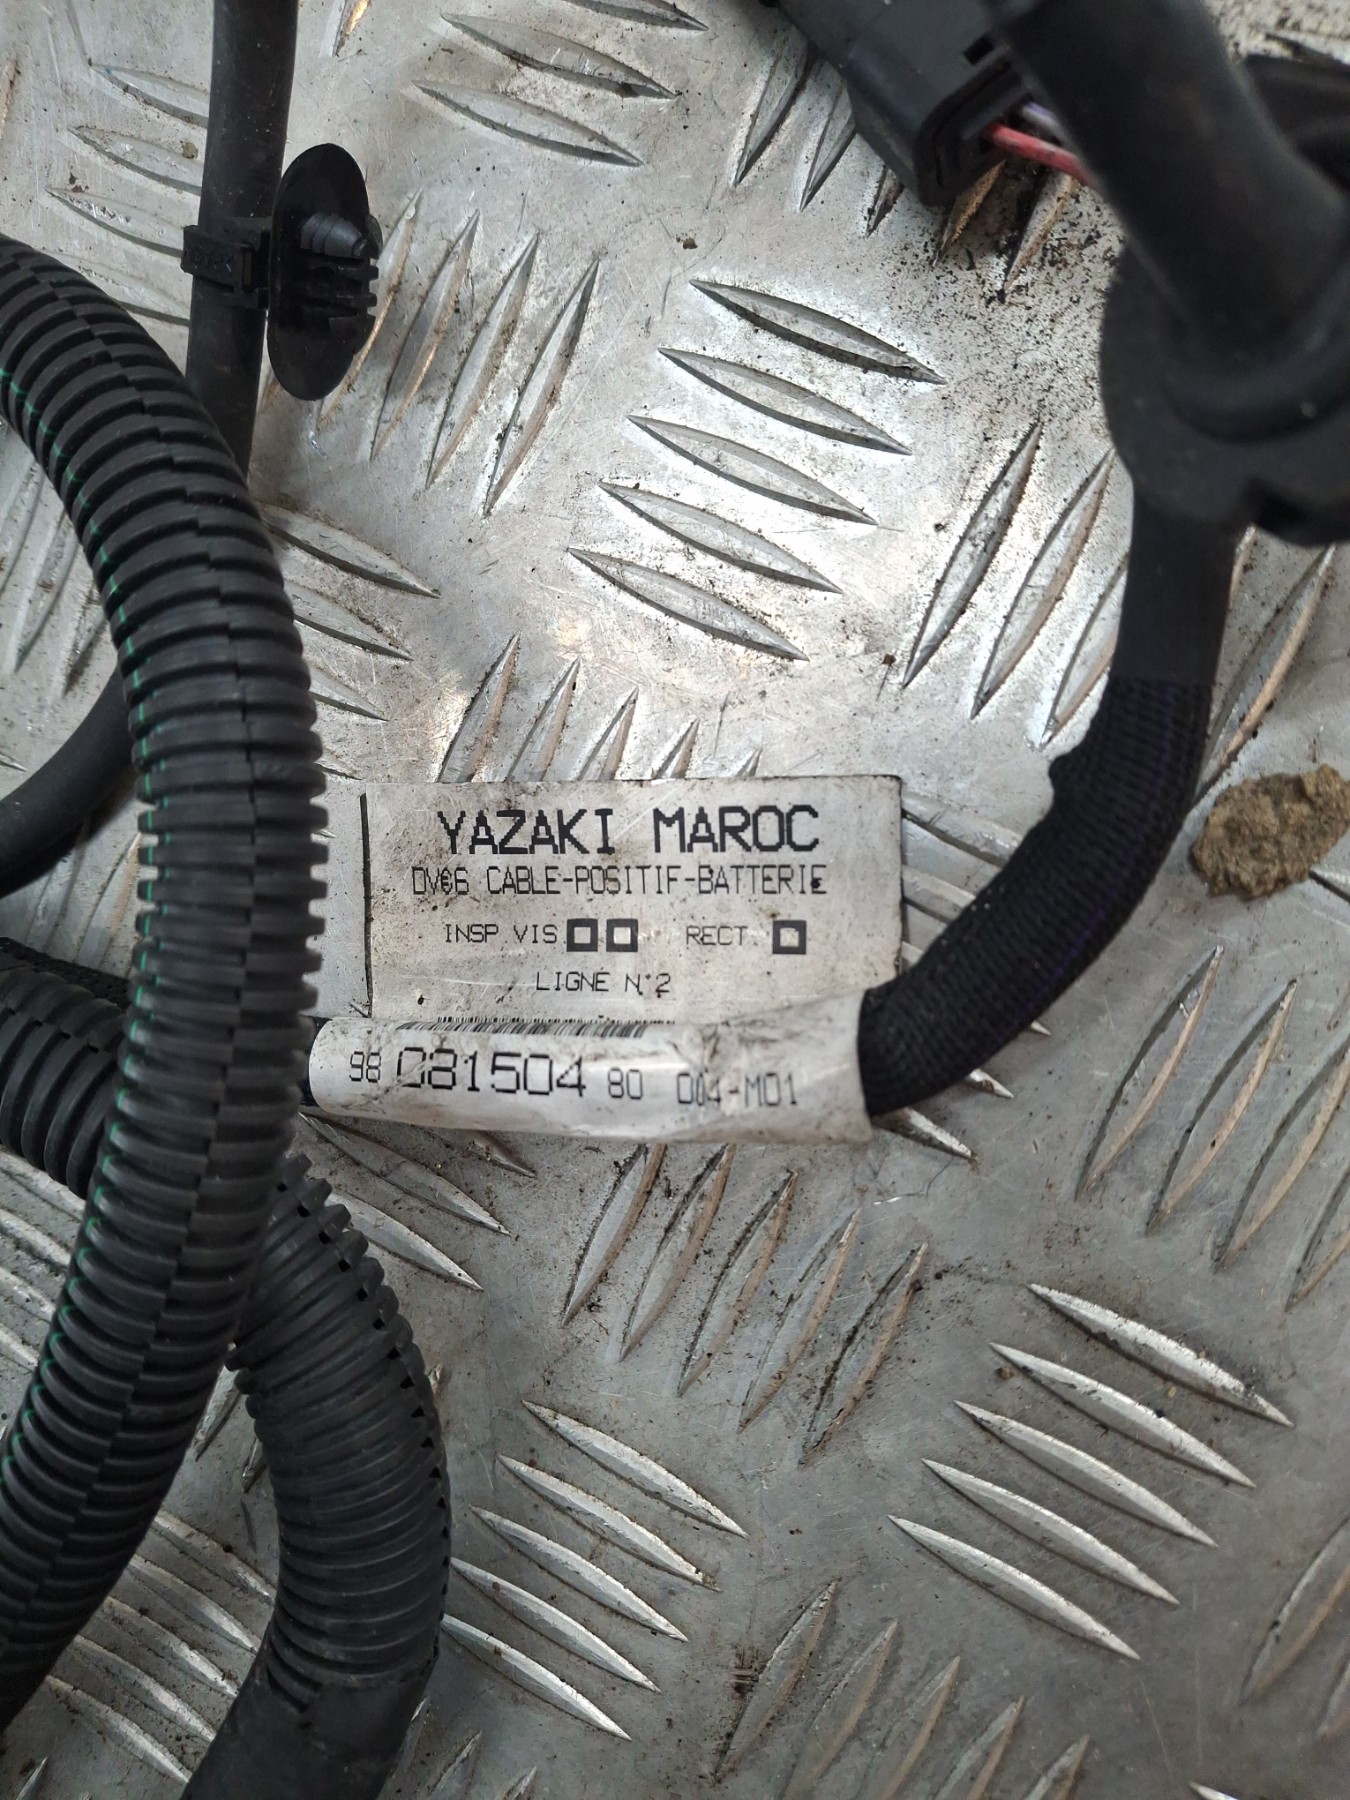 YAZAKI MAROC
DV6 CABLE-POSITIF-BATTERIE
INSP VIS RECT.
LIGNE N°2
98 081504 80 004-M01